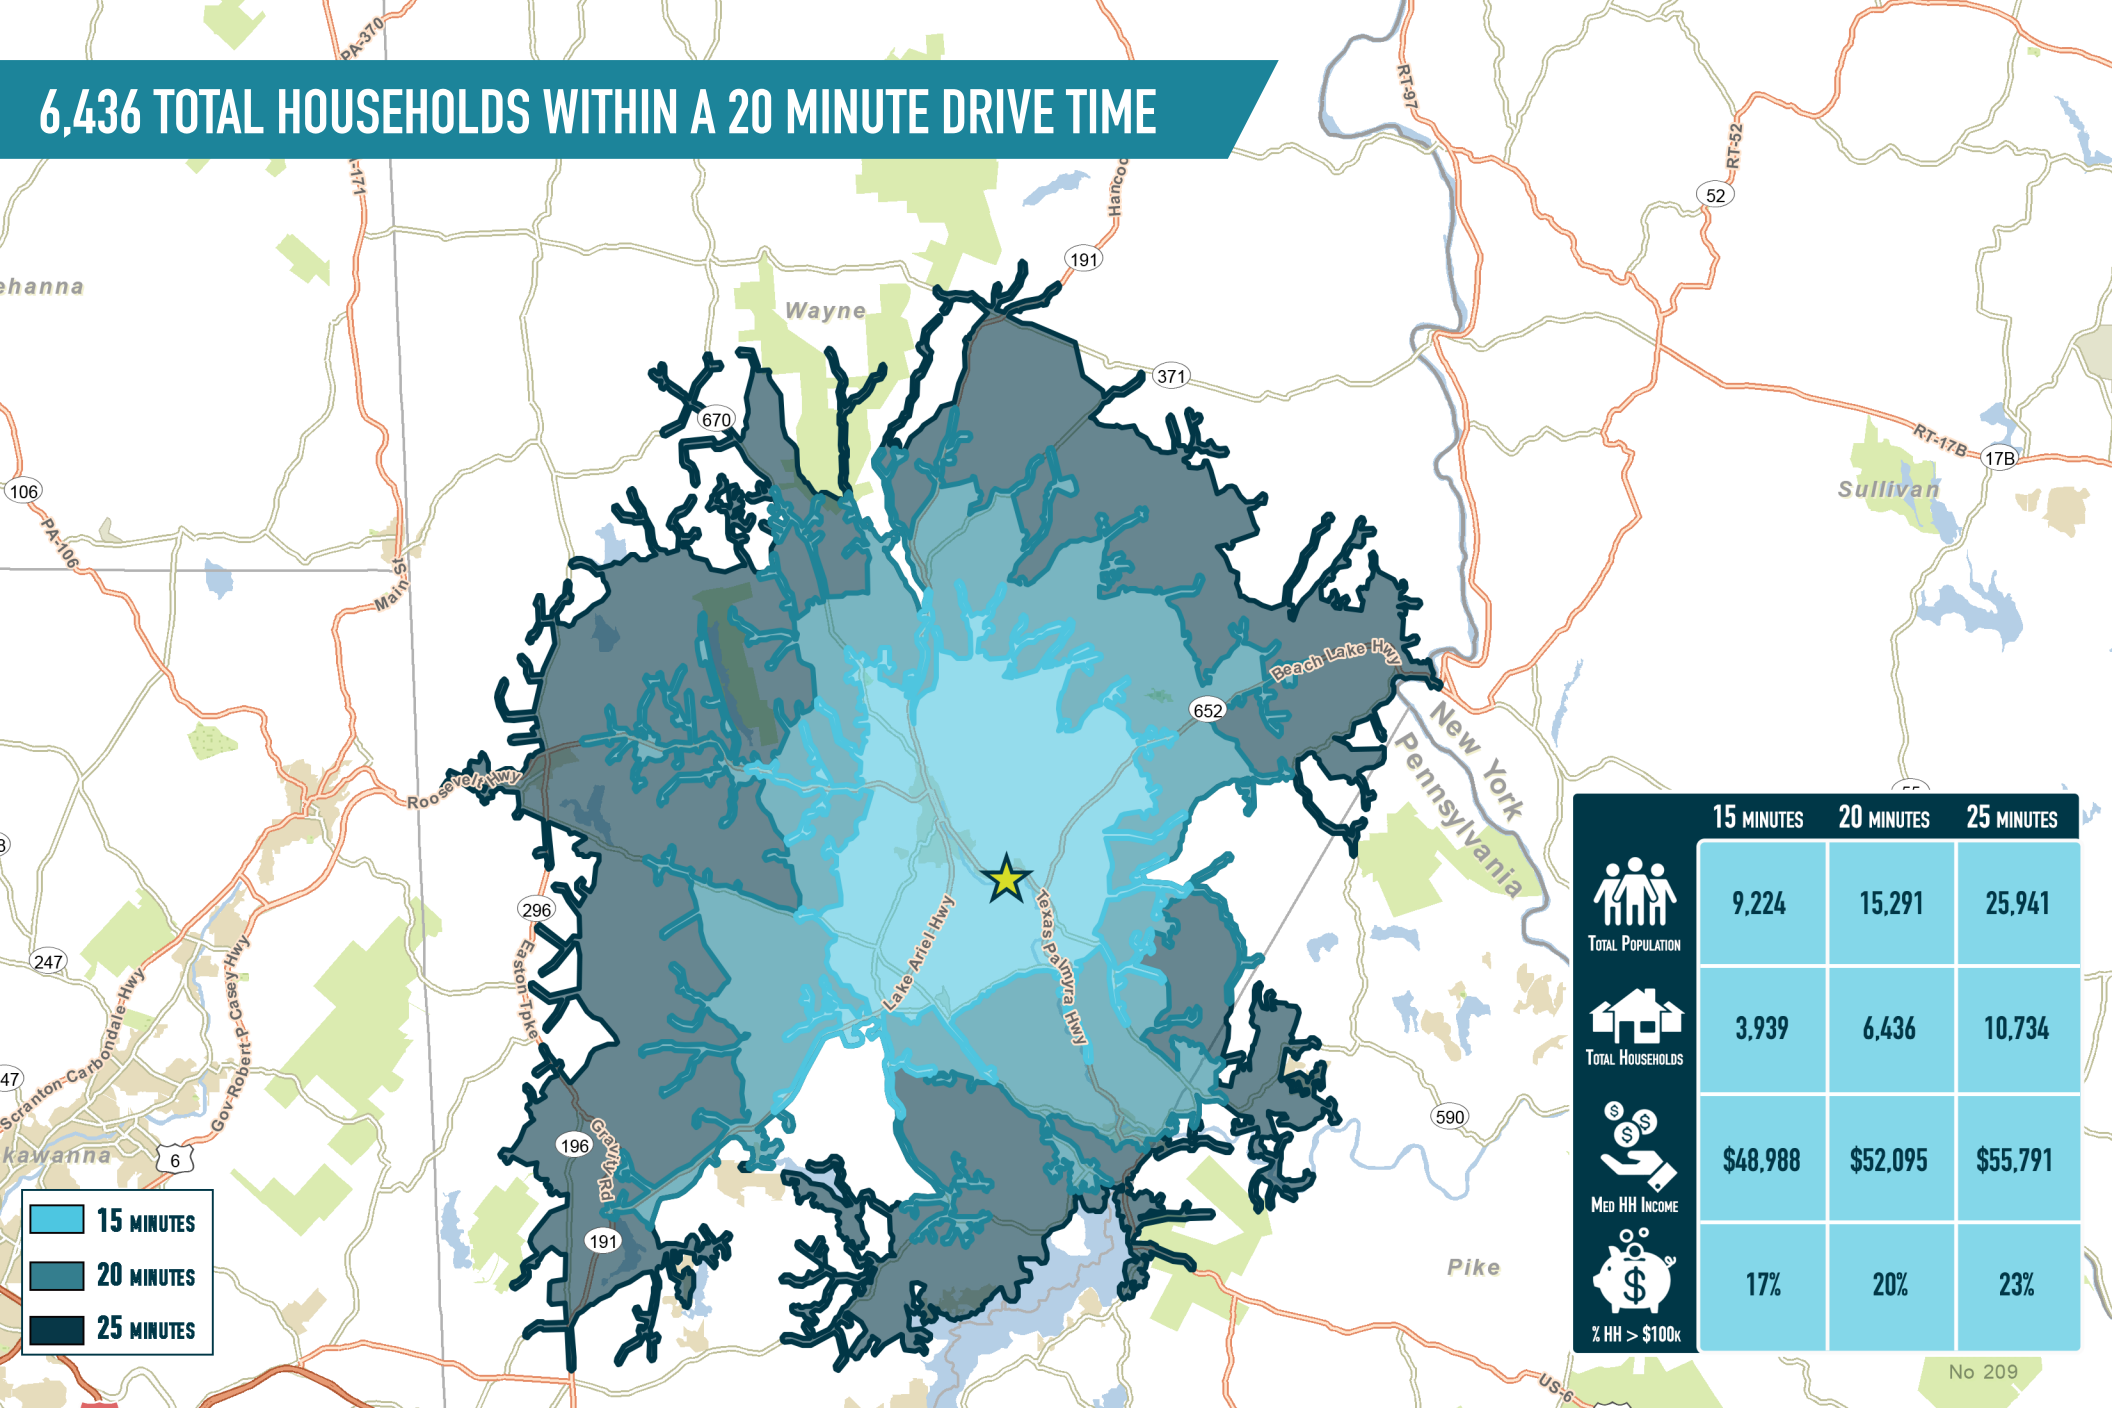 PA-370
6,436 TOTAL HOUSEHOLDS WITHIN A 20 MINUTE DRIVE TIME
RT-97
RT-52
52
-171
Hancoc
191
ehanna
Wayne
371
670
RT-17B
17B
106
Sullivan
PA-106
Main St
Beach Lake Hwy
652
New York
Pennsylvania
Roosevelt Hwy
55
8
296
Lake Ariel Hwy
Texas Palmyra Hwy
247
Easton Tpke
Scranton-Carbondale Hwy
Gov-Robert-P-Casey-Hwy
47
590
kawanna
6
196
Gravity Rd
191
Pike
15 MINUTES
20 MINUTES
25 MINUTES
15 MINUTES 20 MINUTES 25 MINUTES
TOTAL POPULATION 9,224 15,291 25,941
TOTAL HOUSEHOLDS 3,939 6,436 10,734
MED HH INCOME $48,988 $52,095 $55,791
% HH > $100K 17% 20% 23%
No 209
US-6